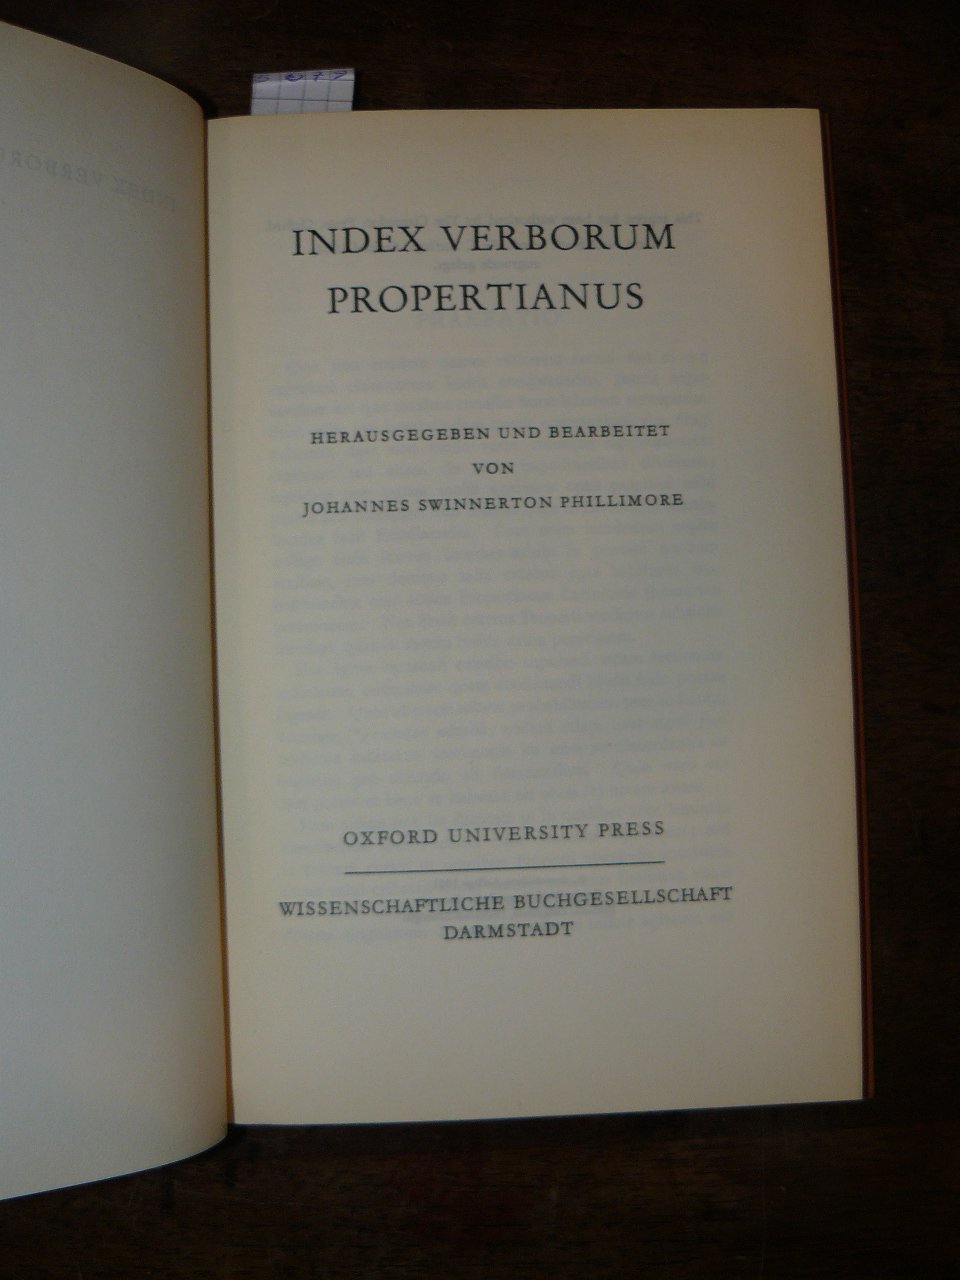 INDEX VERBORUM
PROPERTIANUS
HERAUSGEGEBEN UND BEARBEITET
VON
JOHANNES SWINNERTON PHILLIMORE
OXFORD UNIVERSITY PRESS
WISSENSCHAFTLICHE BUCHGESELLSCHAFT
DARMSTADT